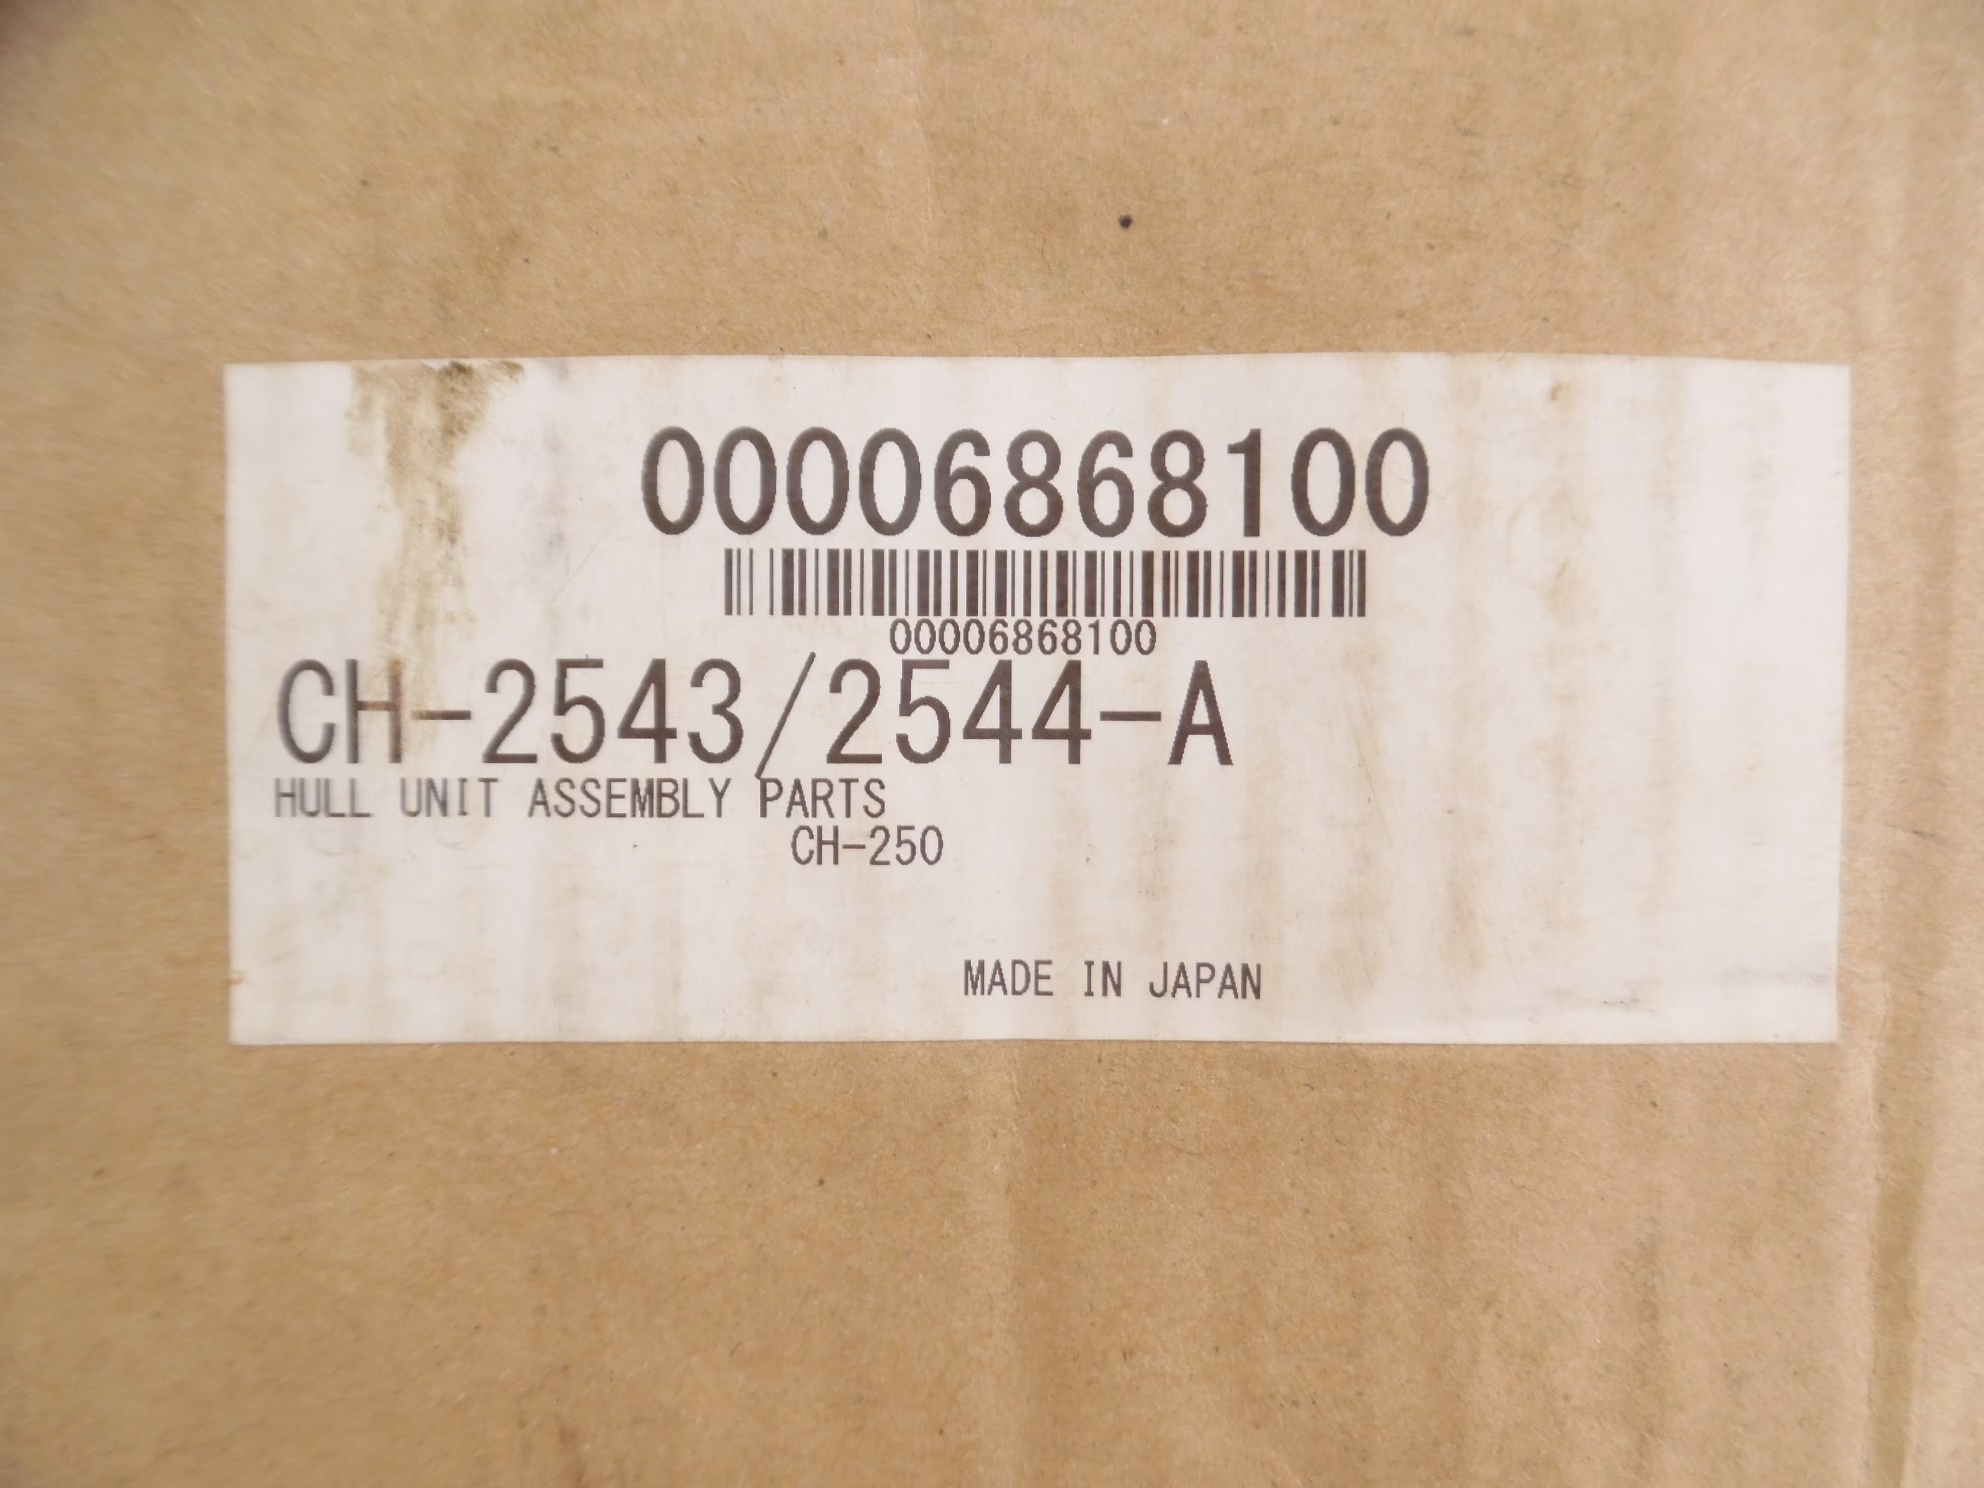 00006868100
00006868100
CH-2543/2544-A
HULL UNIT ASSEMBLY PARTS
CH-250
MADE IN JAPAN